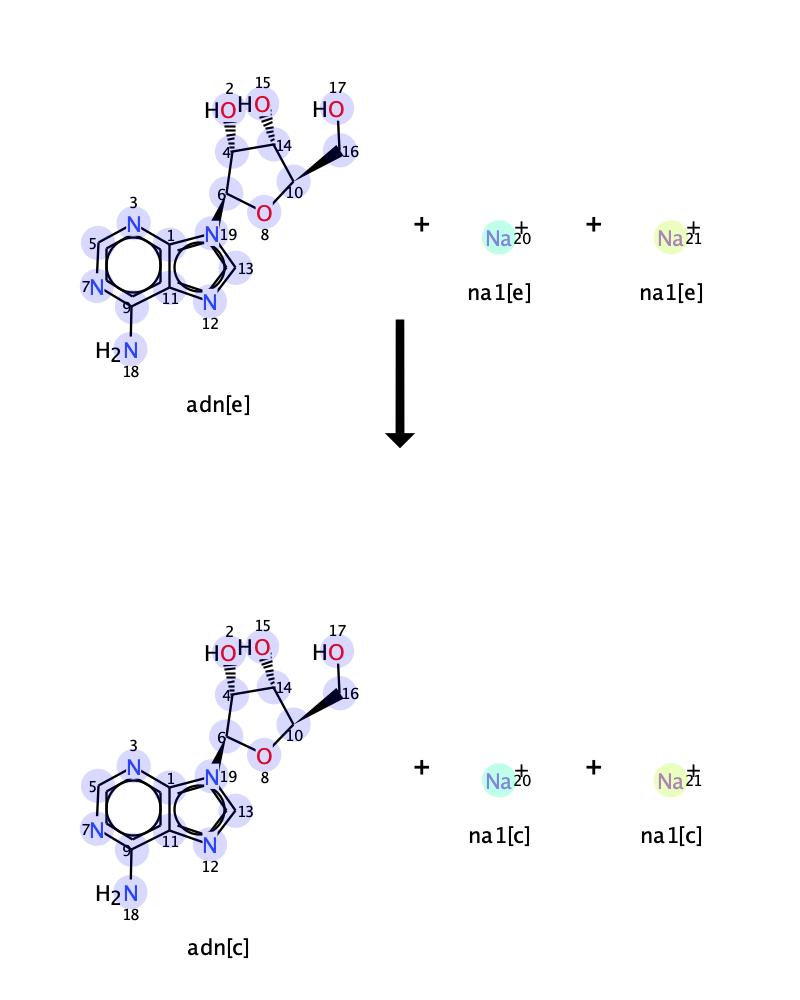 2 15 17
HO HO HO
4 14 16
6 10
3 O
N N 19 8
5 1 13
7 N 11 N
9 12
H2N
18
+ Na+ 20 + Na+ 21
na1[e] na1[e]
adn[e]
2 15 17
HO HO HO
4 14 16
6 10
3 O
N N 19 8
5 1 13
7 N 11 N
9 12
H2N
18
+ Na+ 20 + Na+ 21
na1[c] na1[c]
adn[c]